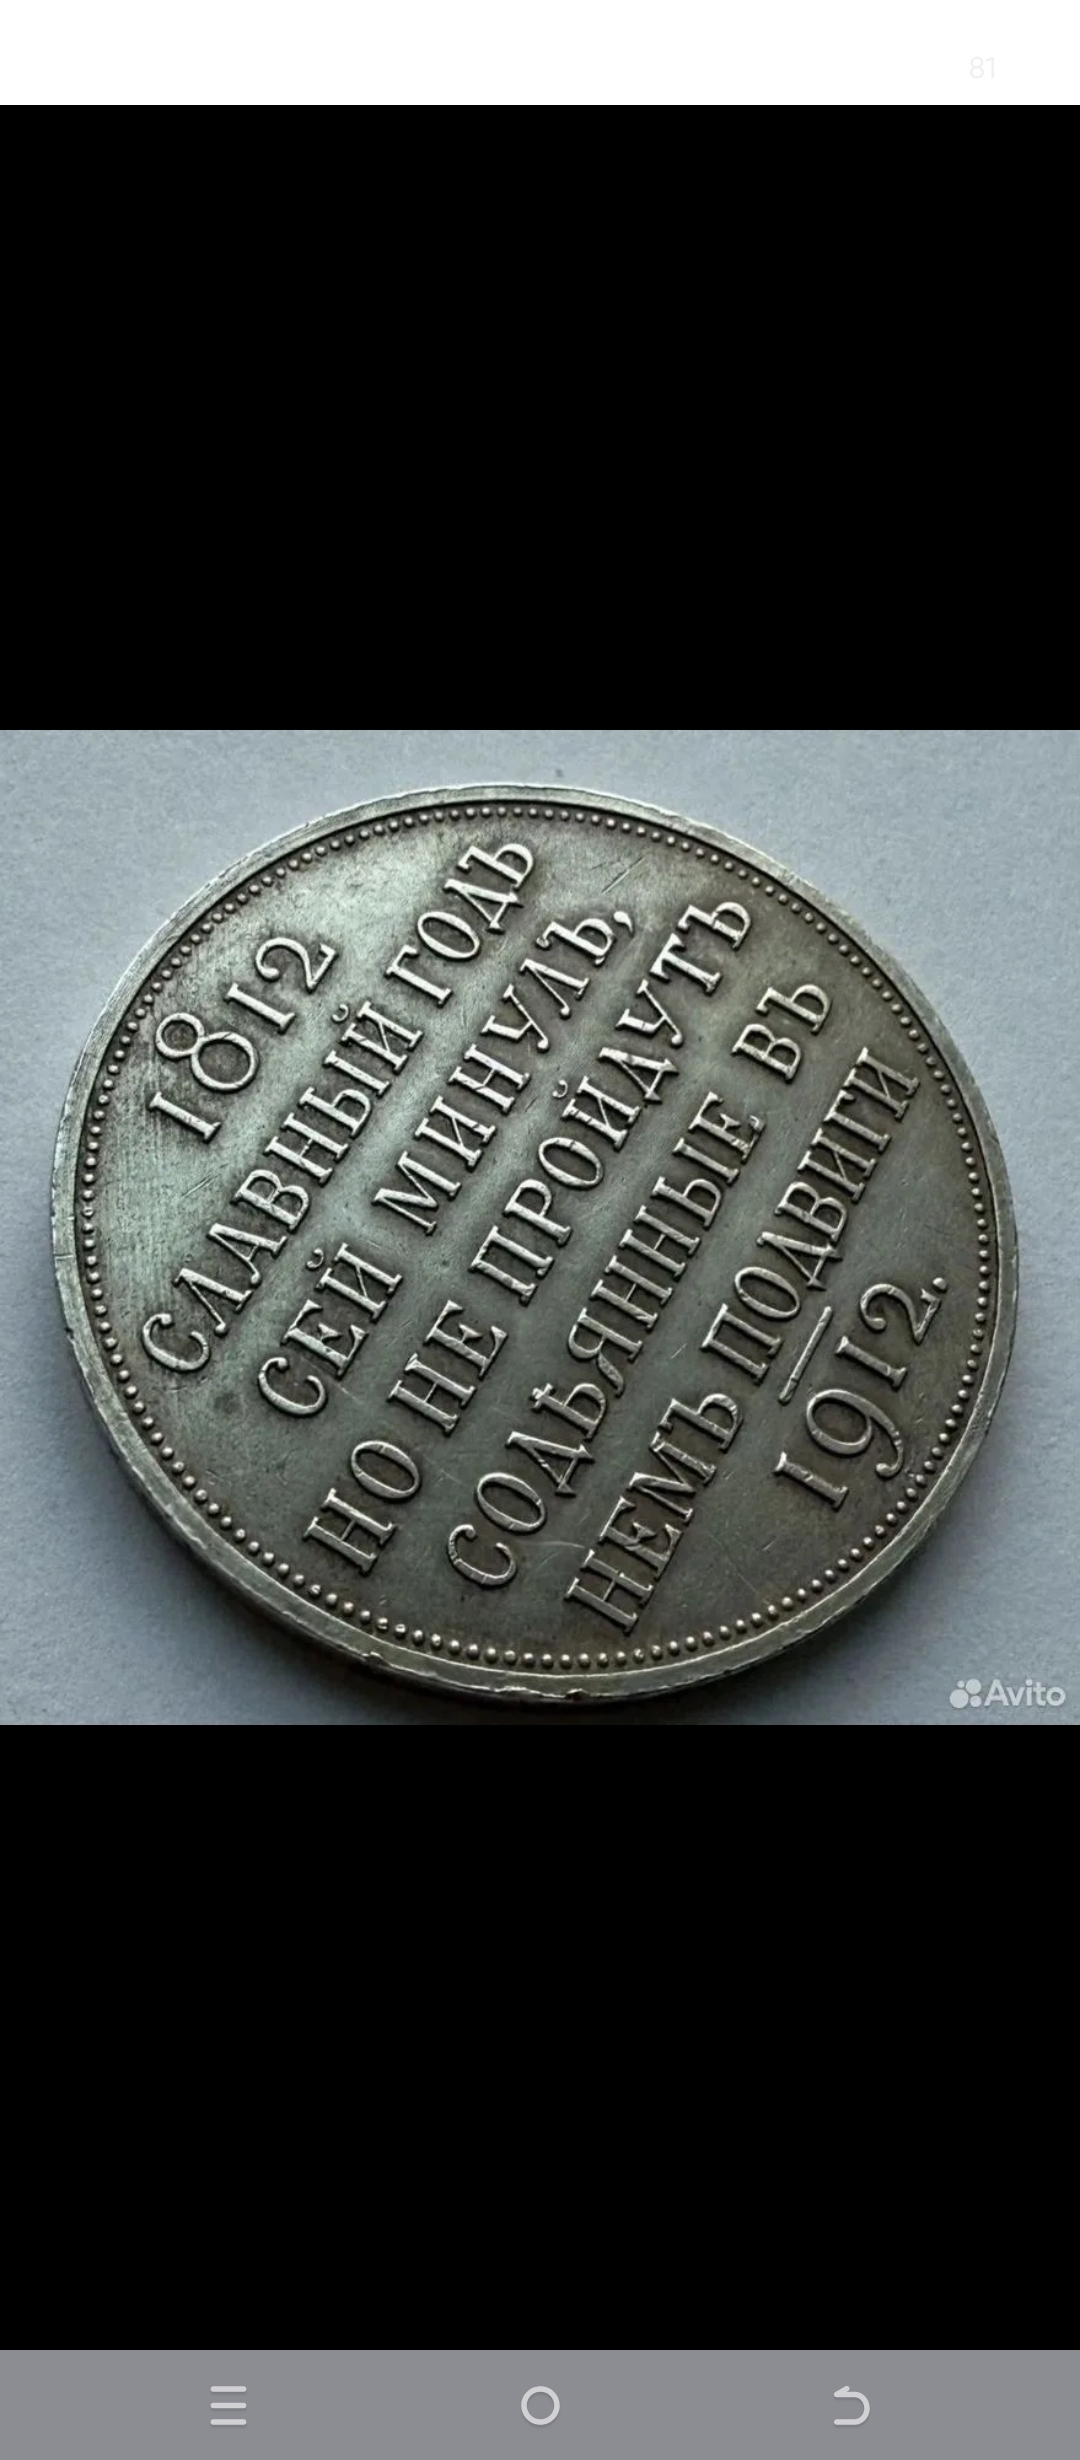 81
1812
СЛАВНЫЙ ГОДЪ
СЕЙ МИНУЛЪ,
НО НЕ ПРОЙДУТЪ
СОДѢЯННЫЕ ВЪ
НЕМЪ ПОДВИГИ
1912.
Avito